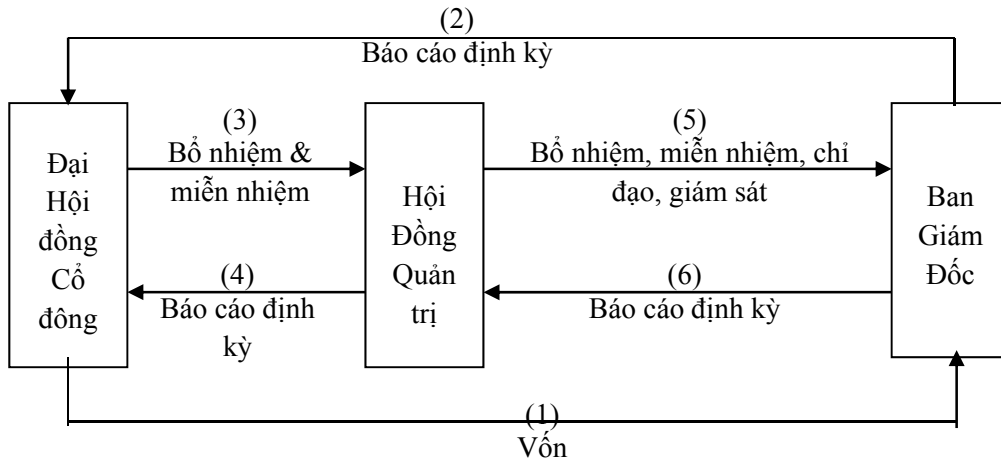 (2)
Báo cáo định kỳ
Đại
Hội
đồng
Cổ
đông
(3)
Bổ nhiệm &
miễn nhiệm
(4)
Báo cáo định
kỳ
Hội
Đồng
Quản
trị
(5)
Bổ nhiệm, miễn nhiệm, chỉ
đạo, giám sát
(6)
Báo cáo định kỳ
Ban
Giám
Đốc
(1)
Vốn